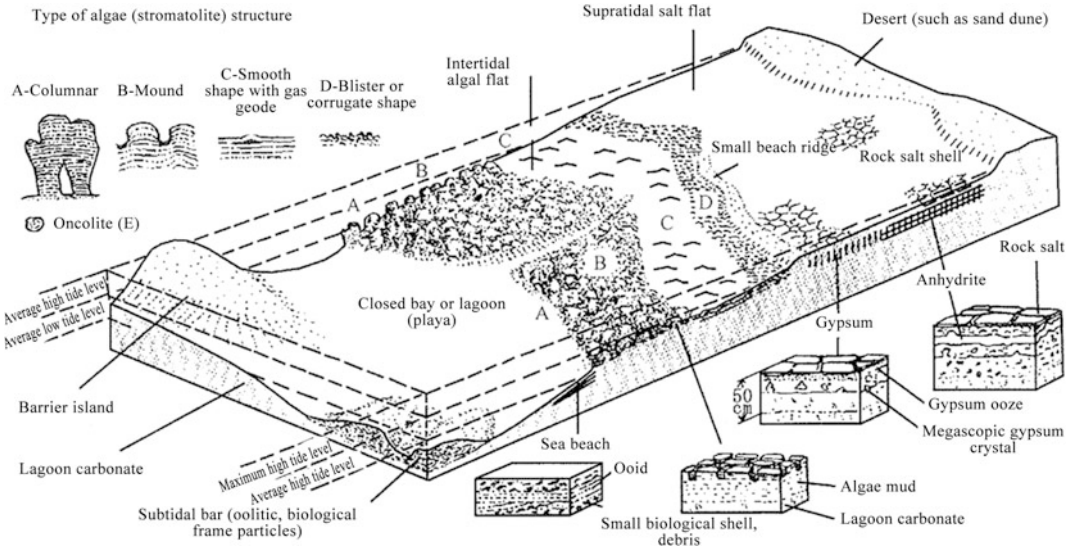 Type of algae (stromatolite) structure
A-Columnar
B-Mound
C-Smooth
shape with gas
geode
D-Blister or
corrugate shape
Oncolite (E)
Supratidal salt flat
Desert (such as sand dune)
Intertidal
algal flat
Small beach ridge
Rock salt shell
A
B
C
D
C
B
A
Closed bay or lagoon
(playa)
Average high tide level
Average low tide level
Barrier island
Lagoon carbonate
Maximum high tide level
Average high tide level
Subtidal bar (oolitic, biological
frame particles)
Sea beach
Ooid
Small biological shell,
debris
Algae mud
Lagoon carbonate
Gypsum
50
cm
Gypsum ooze
Megascopic gypsum
crystal
Anhydrite
Rock salt